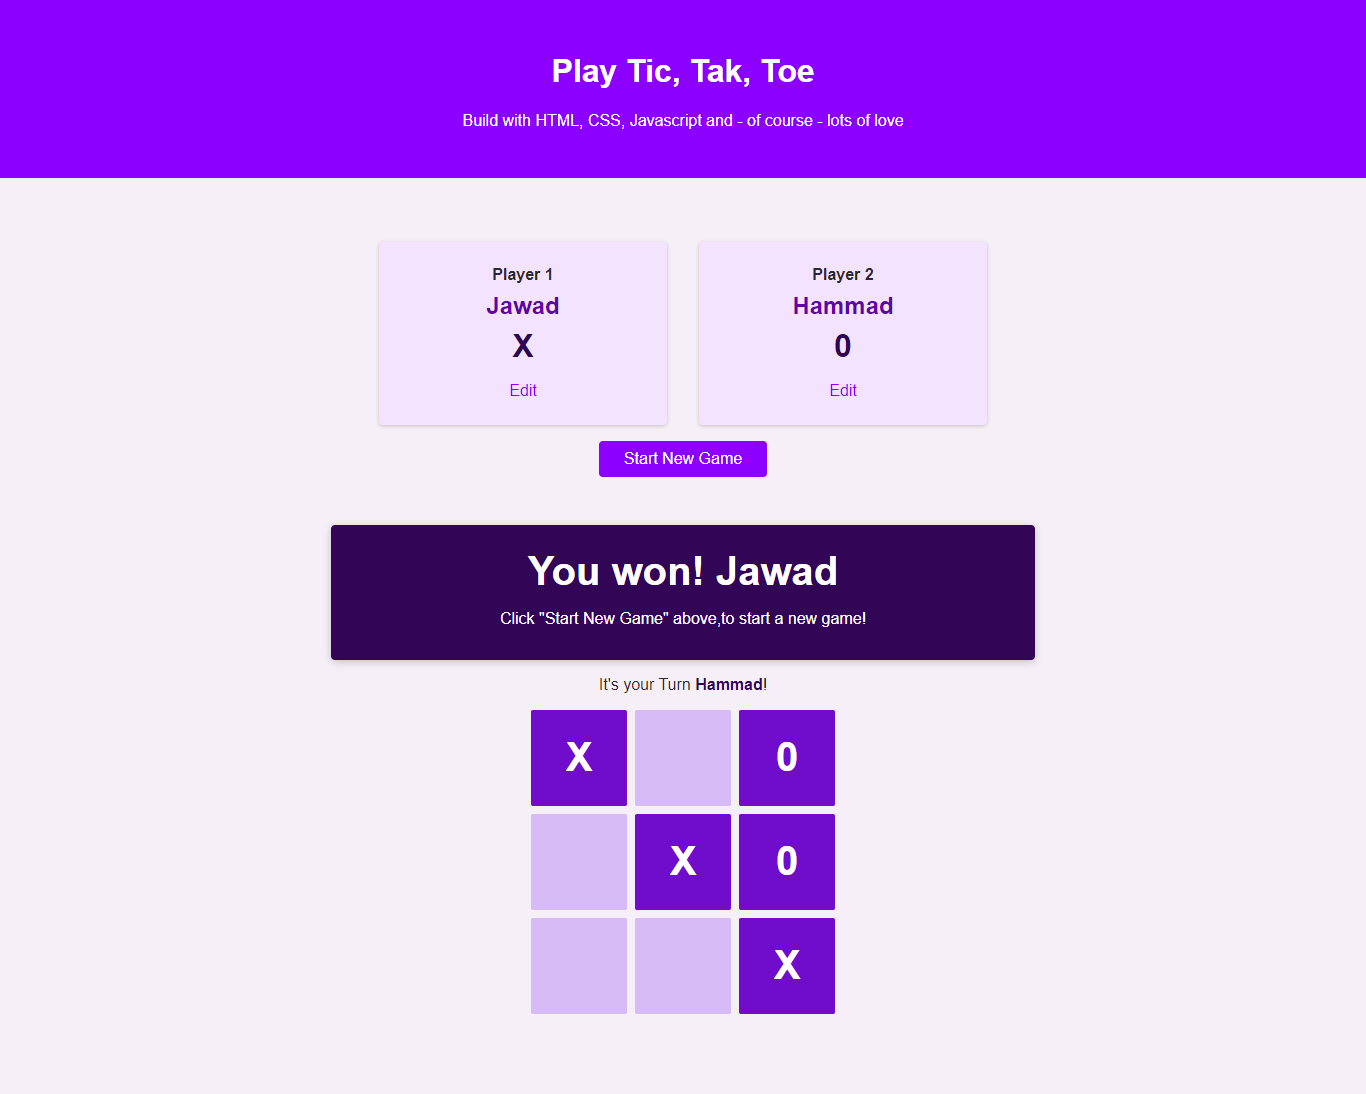 Play Tic, Tak, Toe
Build with HTML, CSS, Javascript and - of course - lots of love
Player 1
Jawad
X
Edit
Player 2
Hammad
0
Edit
Start New Game
You won! Jawad
Click "Start New Game" above,to start a new game!
It's your Turn Hammad!
X 0
X 0
X